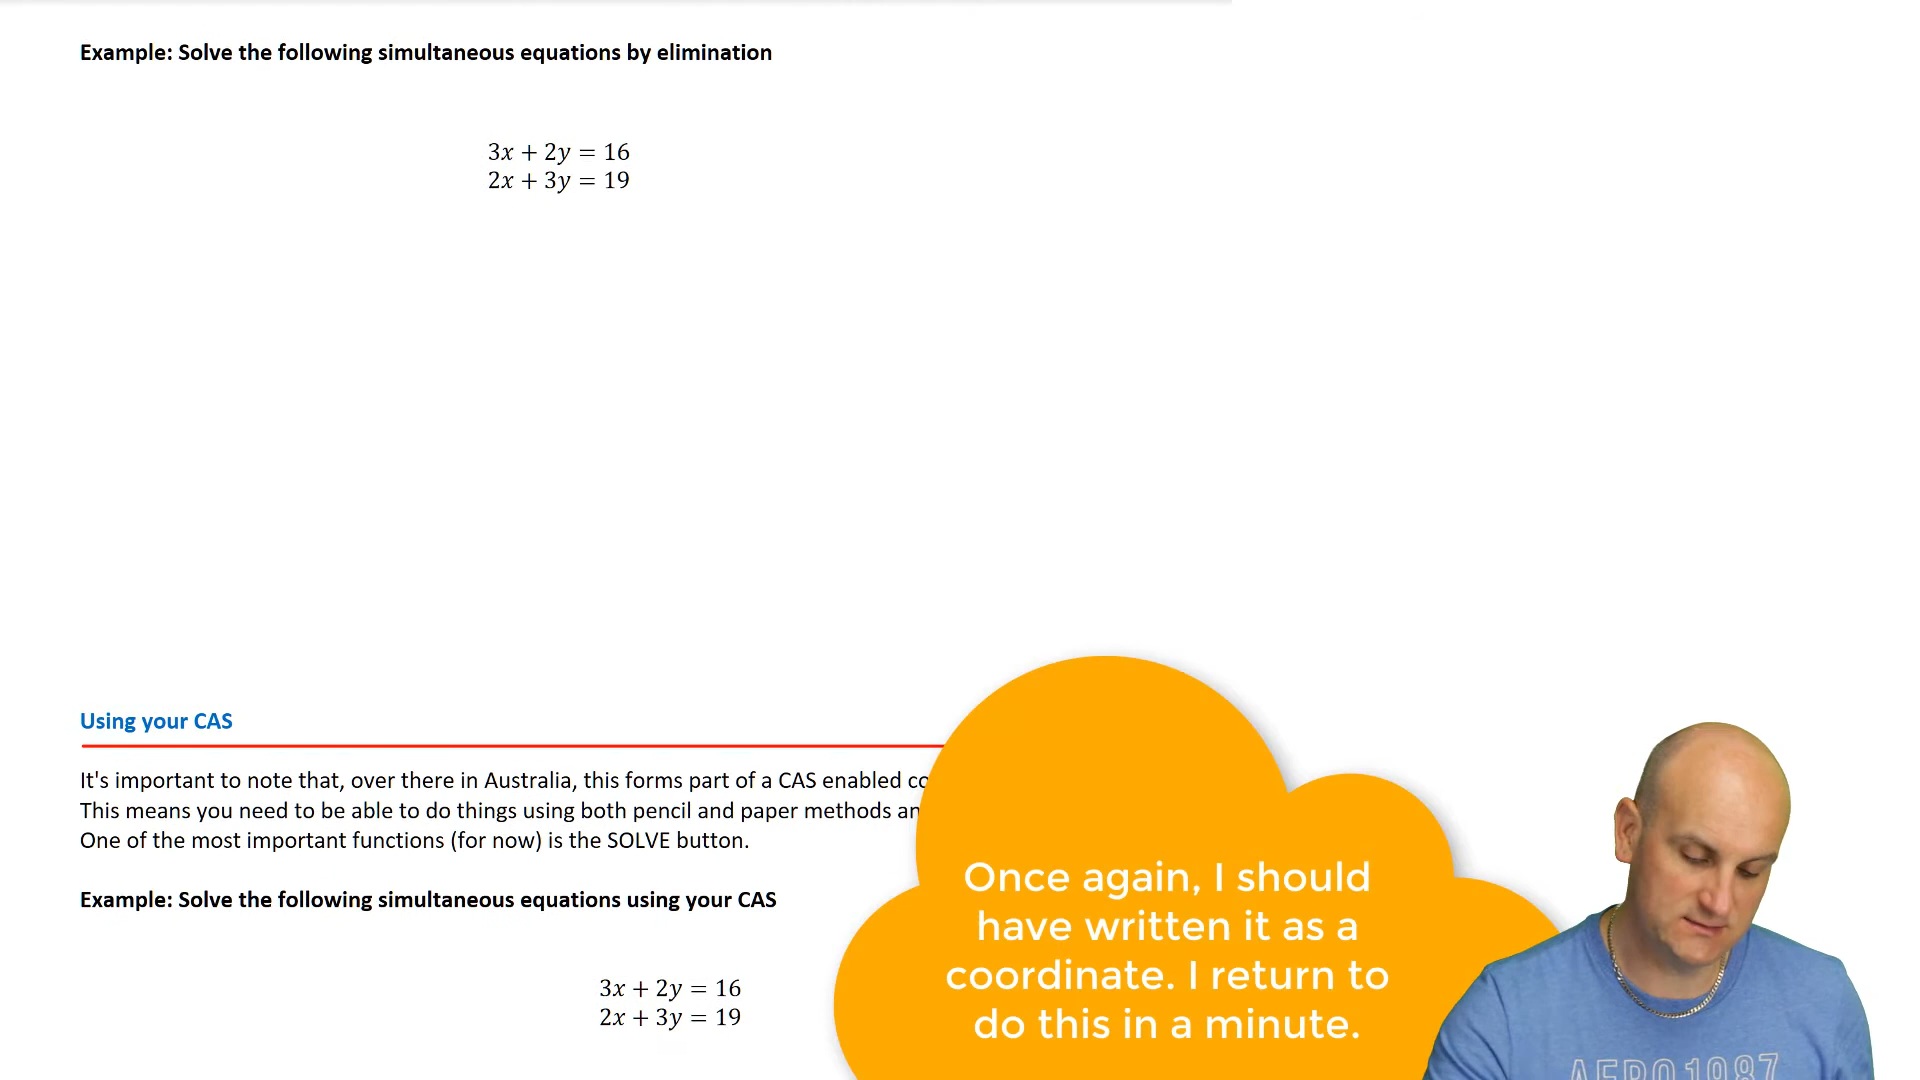 Example: Solve the following simultaneous equations by elimination
3x + 2y = 16
2x + 3y = 19
Using your CAS
It's important to note that, over there in Australia, this forms part of a CAS enabled
This means you need to be able to do things using both pencil and paper methods
One of the most important functions (for now) is the SOLVE button.
Example: Solve the following simultaneous equations using your CAS
3x + 2y = 16
2x + 3y = 19
Once again, I should
have written it as a
coordinate. I return to
do this in a minute.
AERO 1987